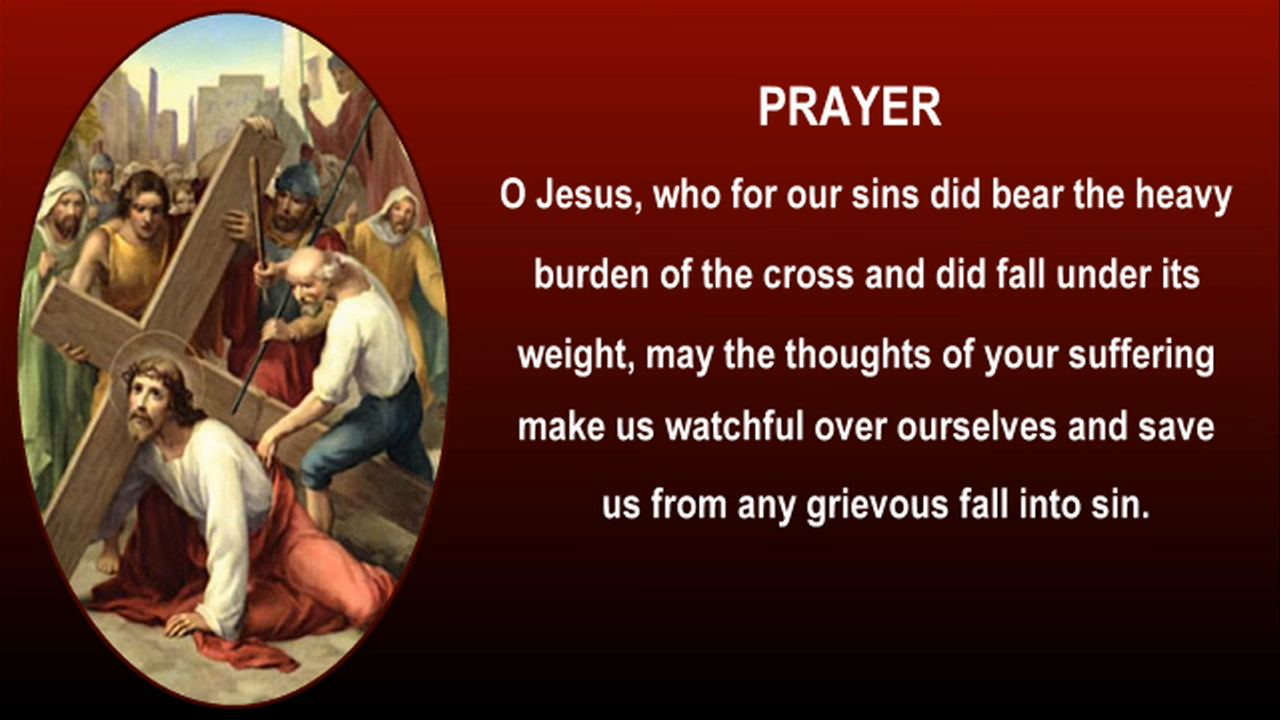 PRAYER
O Jesus, who for our sins did bear the heavy
burden of the cross and did fall under its
weight, may the thoughts of your suffering
make us watchful over ourselves and save
us from any grievous fall into sin.